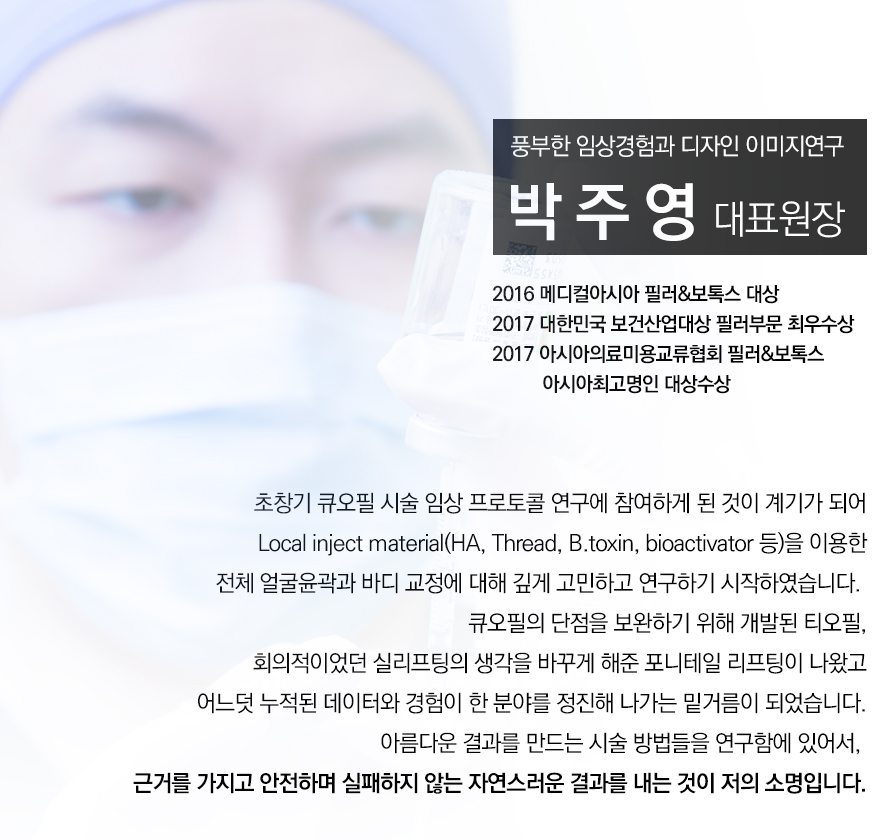 풍부한 임상경험과 디자인 이미지연구
박주영 대표원장
2016 메디컬아시아 필러&보톡스 대상
2017 대한민국 보건산업대상 필러부문 최우수상
2017 아시아의료미용교류협회 필러&보톡스
아시아최고명인 대상수상
초창기 큐오필 시술 임상 프로토콜 연구에 참여하게 된 것이 계기가 되어
Local inject material(HA, Thread, B.toxin, bioactivator 등)을 이용한
전체 얼굴윤곽과 바디 교정에 대해 깊게 고민하고 연구하기 시작하였습니다.
큐오필의 단점을 보완하기 위해 개발된 티오필,
회의적이었던 실리프팅의 생각을 바꾸게 해준 포니테일 리프팅이 나왔고
어느덧 누적된 데이터와 경험이 한 분야를 정진해 나가는 밑거름이 되었습니다.
아름다운 결과를 만드는 시술 방법들을 연구함에 있어서,
근거를 가지고 안전하며 실패하지 않는 자연스러운 결과를 내는 것이 저의 소명입니다.